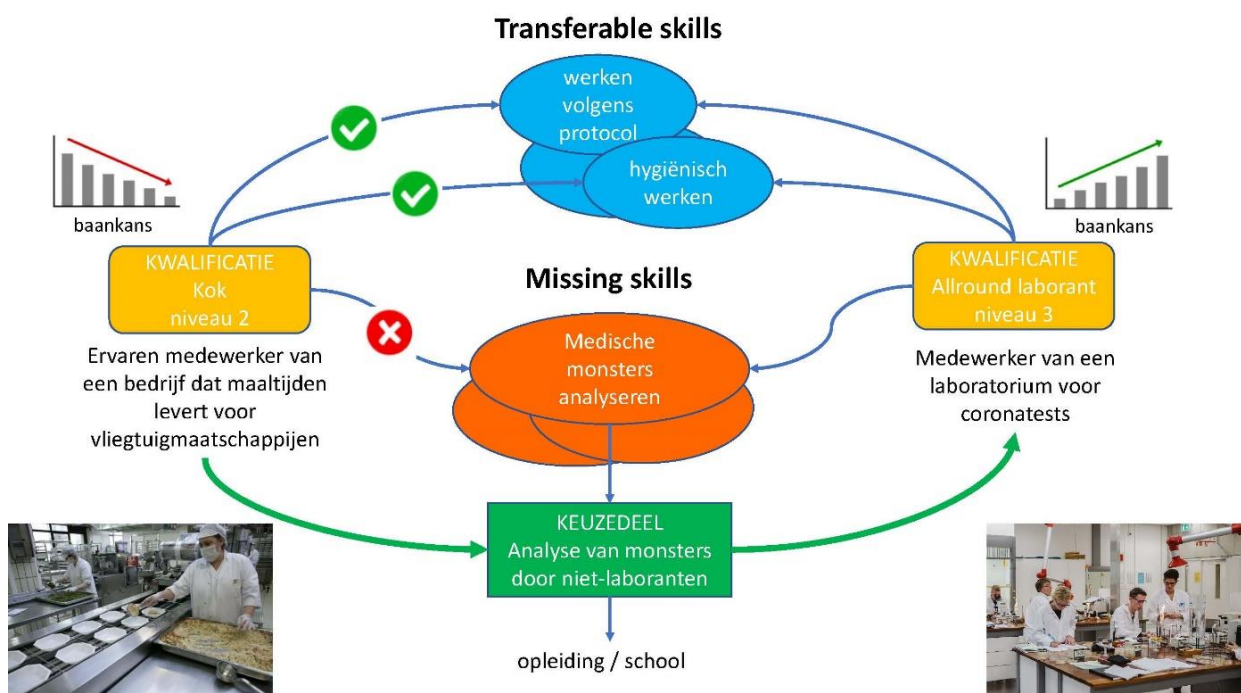 Transferable skills
werken
volgens
protocol
hygiënisch
werken
baankans
baankans
KWALIFICATIE
Kok
niveau 2
KWALIFICATIE
Allround laborant
niveau 3
Missing skills
Medische
monsters
analyseren
Ervaren medewerker van
een bedrijf dat maaltijden
levert voor
vliegtuigmaatschappijen
Medewerker van een
laboratorium voor
coronatests
KEUZEDEEL
Analyse van monsters
door niet-laboranten
opleiding / school